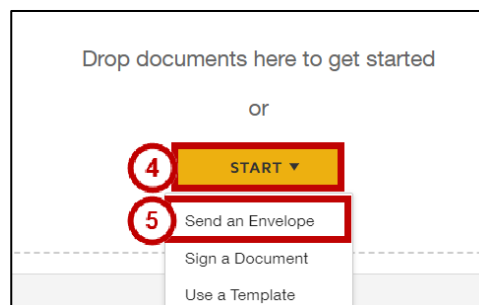 Drop documents here to get started
or
4 START ▼
5 Send an Envelope
Sign a Document
Use a Template